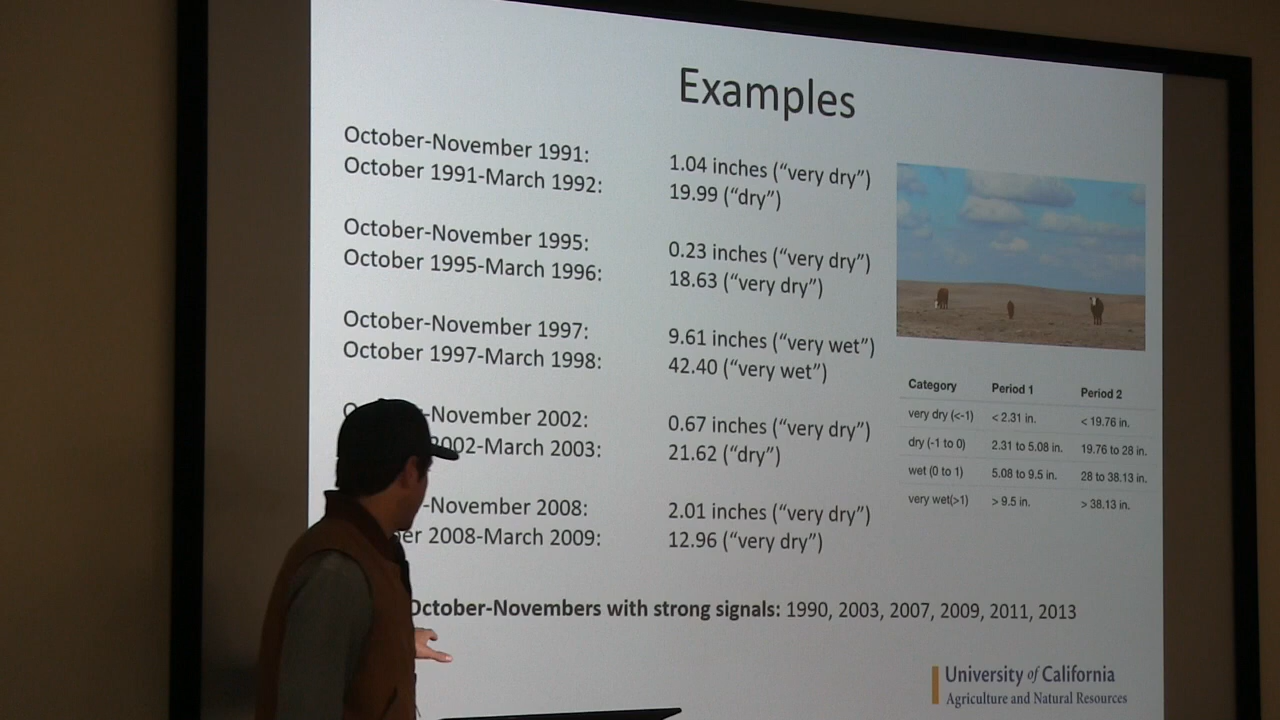 Examples
October-November 1991: 1.04 inches (“very dry”)
October 1991-March 1992: 19.99 (“dry”)
October-November 1995: 0.23 inches (“very dry”)
October 1995-March 1996: 18.63 (“very dry”)
October-November 1997: 9.61 inches (“very wet”)
October 1997-March 1998: 42.40 (“very wet”)
-November 2002: 0.67 inches (“very dry”)
2002-March 2003: 21.62 (“dry”)
-November 2008: 2.01 inches (“very dry”)
2008-March 2009: 12.96 (“very dry”)
Category Period 1 Period 2
very dry (<-1) < 2.31 in. < 19.76 in.
dry (-1 to 0) 2.31 to 5.08 in. 19.76 to 28 in.
wet (0 to 1) 5.08 to 9.5 in. 28 to 38.13 in.
very wet(>1) > 9.5 in. > 38.13 in.
October-Novembers with strong signals: 1990, 2003, 2007, 2009, 2011, 2013
University of California
Agriculture and Natural Resources